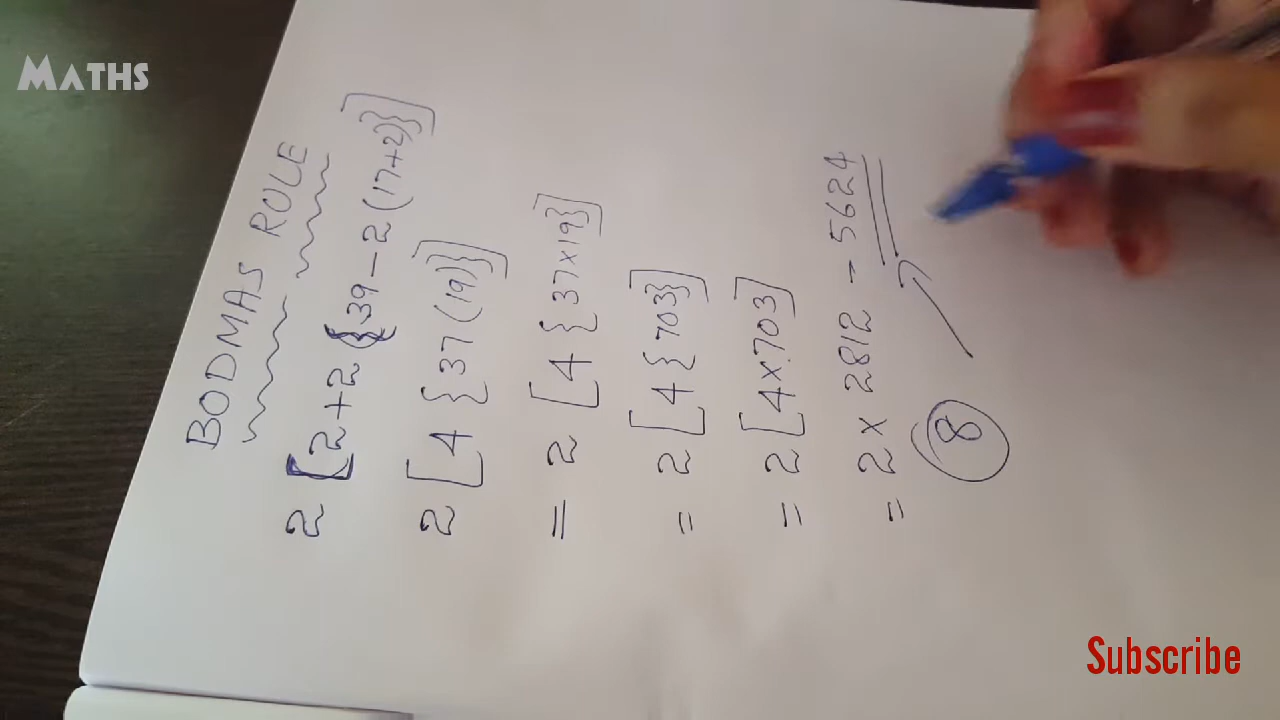 MATHS
BODMAS RULE
2[2+2{39-2(17+2)}]
2[4{37(19)}]
= 2[4{37×19}]
= 2[4{703}]
= 2[4×703]
= 2×2812 - 5624
8
Subscribe